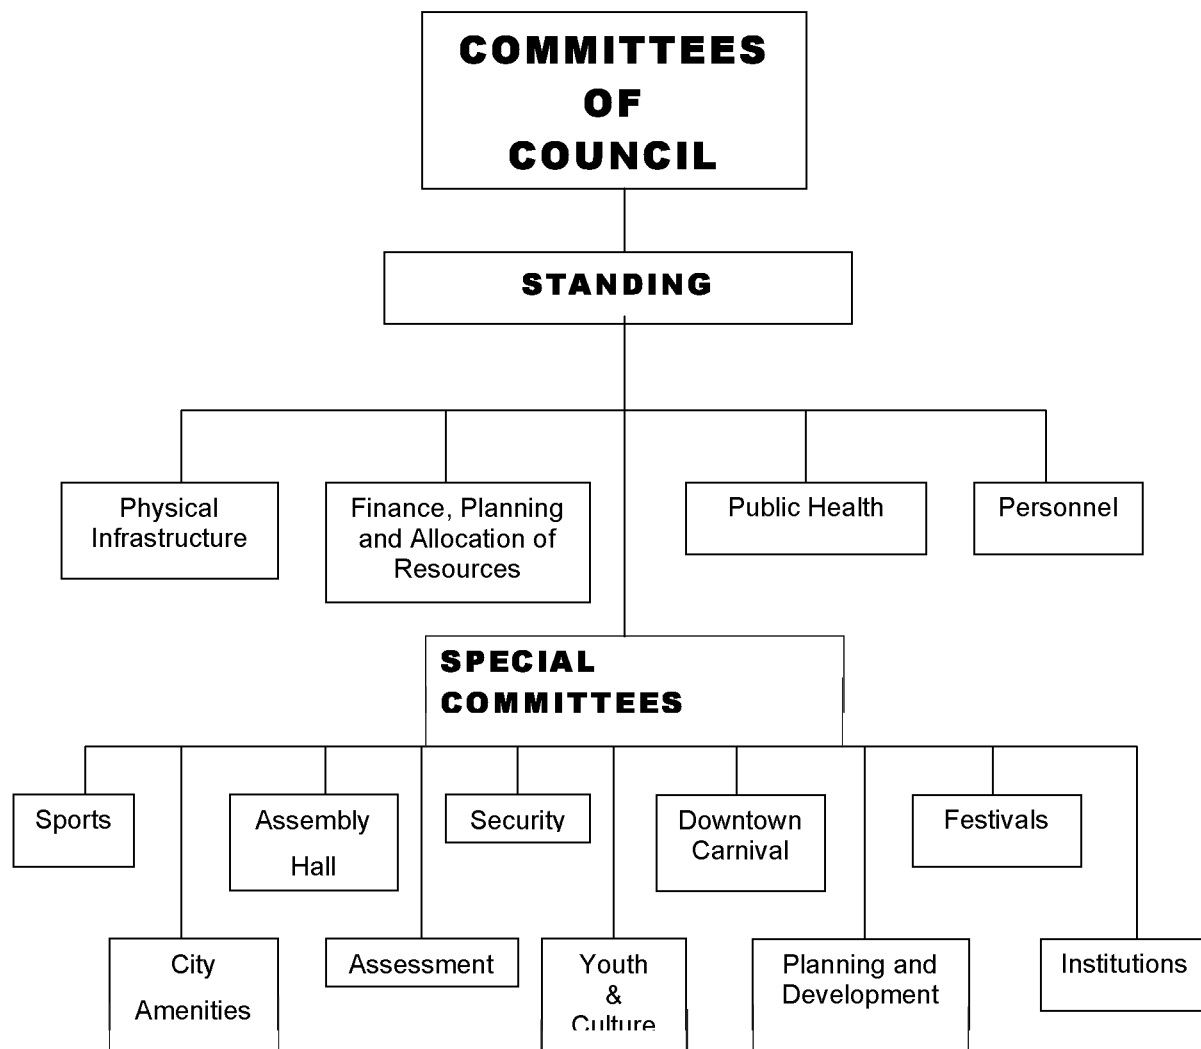 COMMITTEES
OF
COUNCIL
STANDING
Physical
Infrastructure
Finance, Planning
and Allocation of
Resources
Public Health
Personnel
SPECIAL
COMMITTEES
Sports
Assembly
Hall
Security
Downtown
Carnival
Festivals
City
Amenities
Assessment
Youth
&
Culture
Planning and
Development
Institutions